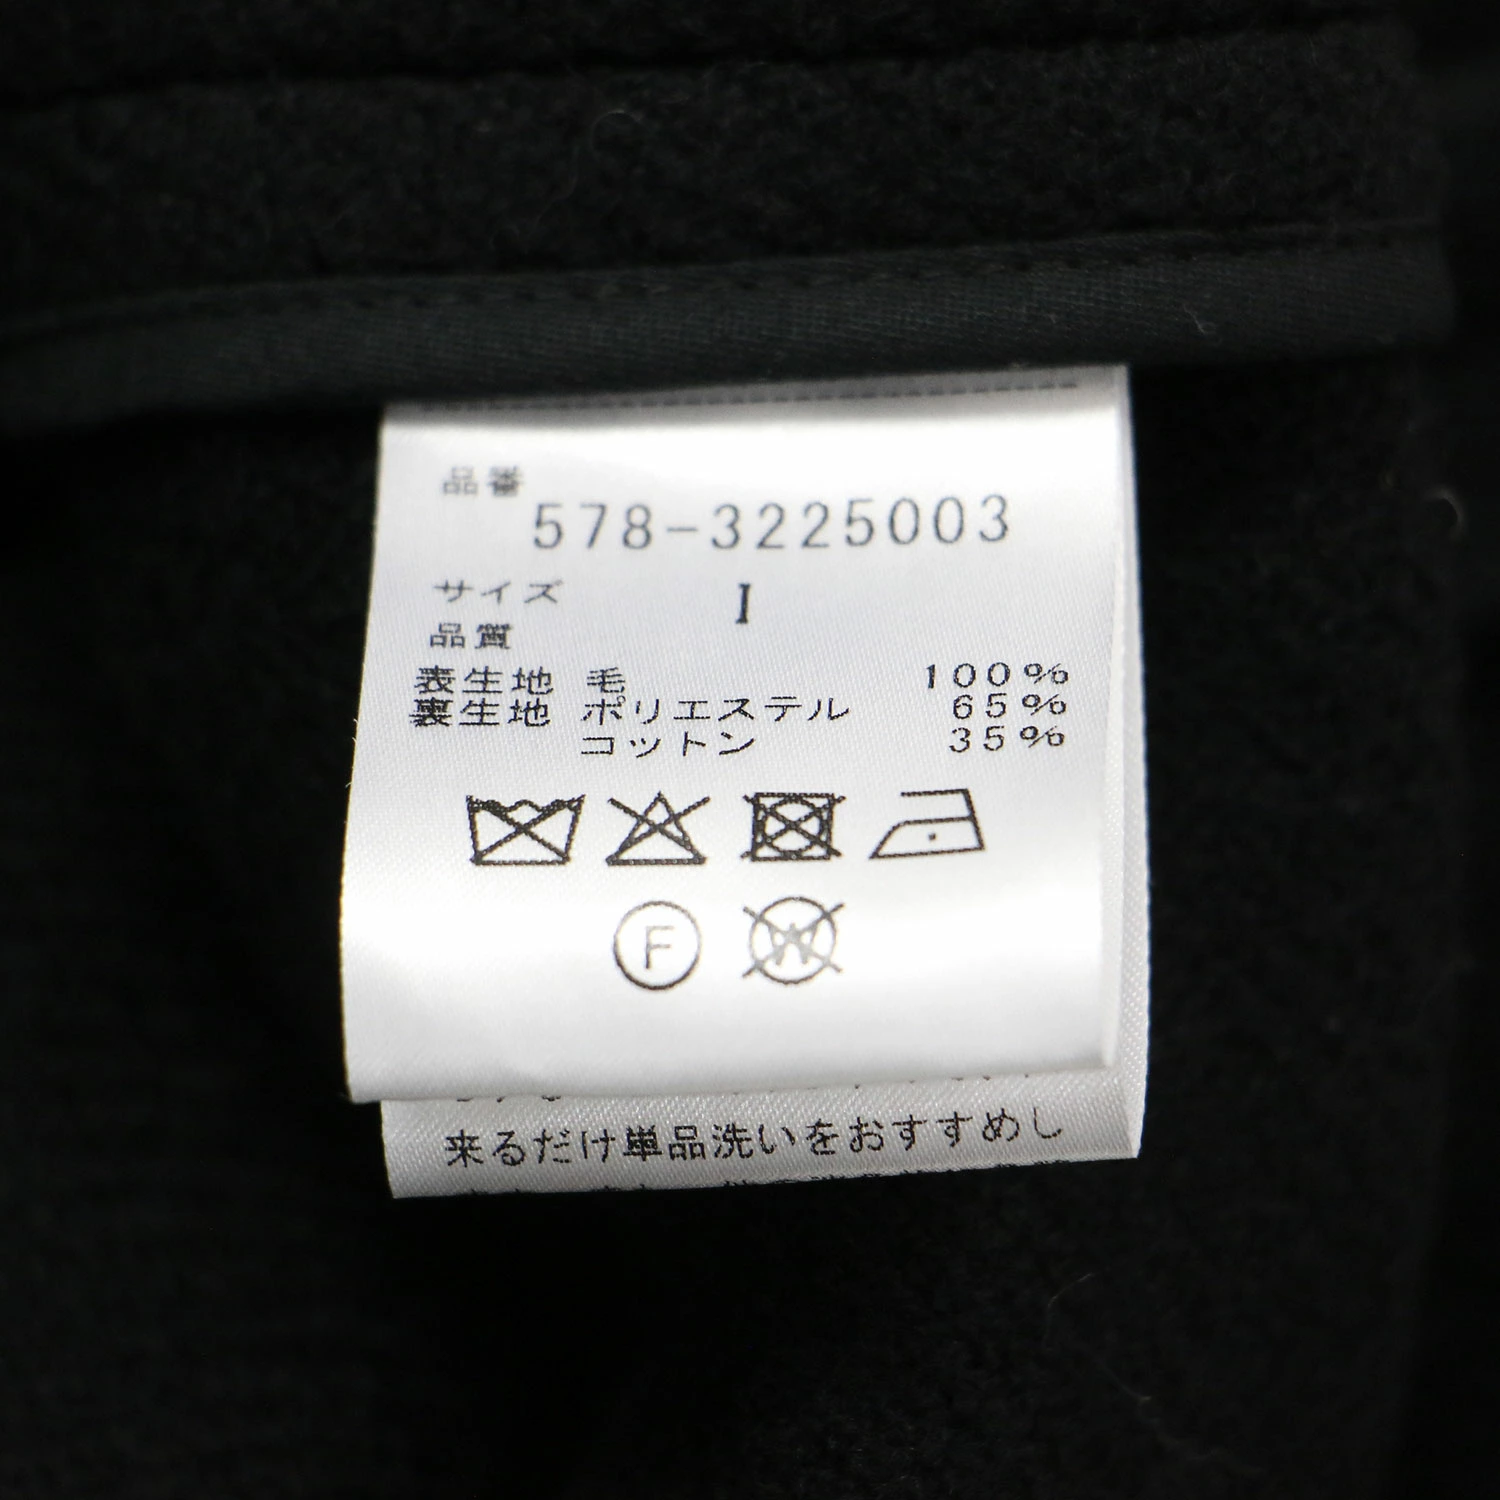 品番
578-3225003
サイズ I
品質
表生地 毛 100%
裏生地 ポリエステル 65%
コットン 35%
F W
来るだけ単品洗いをおすすめし